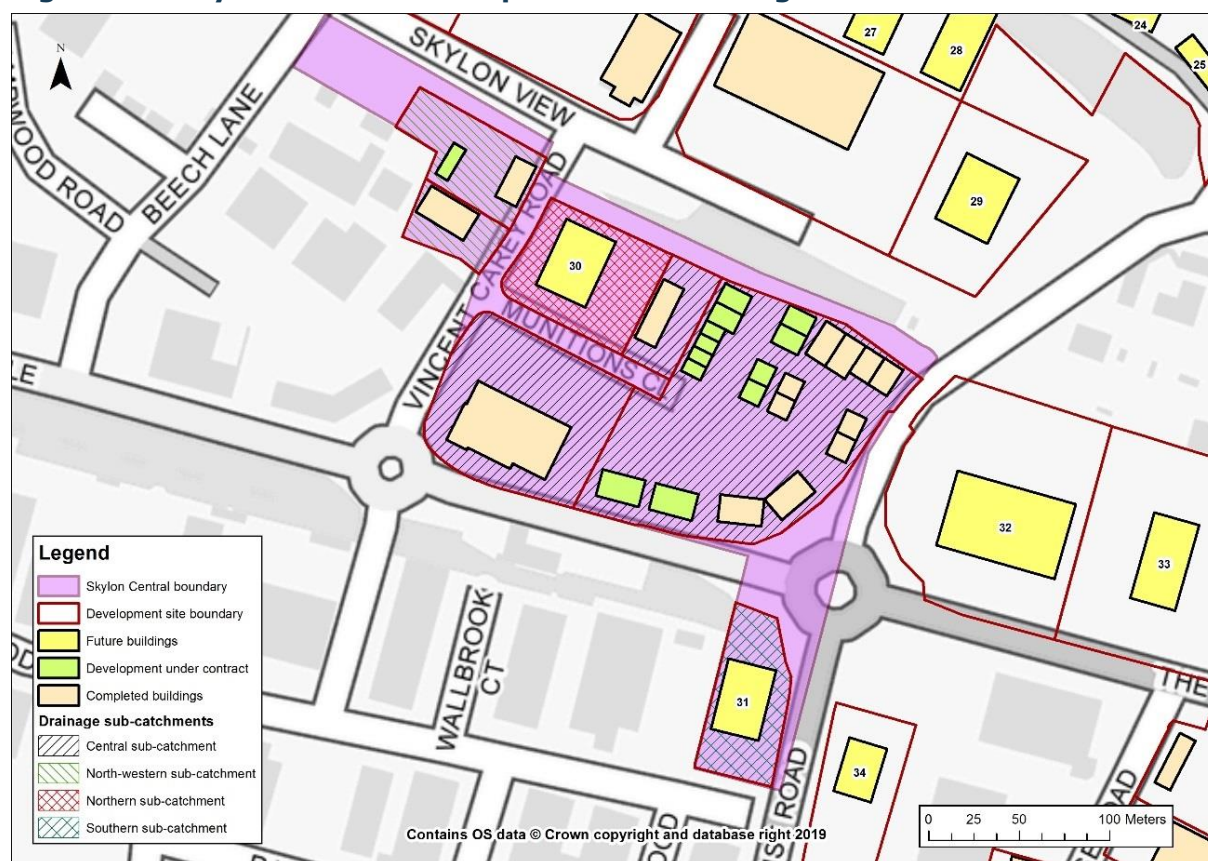 N
SKYLON VIEW
BEECH LANE
WOOD ROAD
VINCENT CAREY ROAD
MUNITIONS C
24
25
27
28
29
30
31
32
33
34
LE
THE
WALLBROOK
CT
ROAD
Legend
Skylon Central boundary
Development site boundary
Future buildings
Development under contract
Completed buildings
Drainage sub-catchments
Central sub-catchment
North-western sub-catchment
Northern sub-catchment
Southern sub-catchment
0 25 50 100 Meters
Contains OS data © Crown copyright and database right 2019